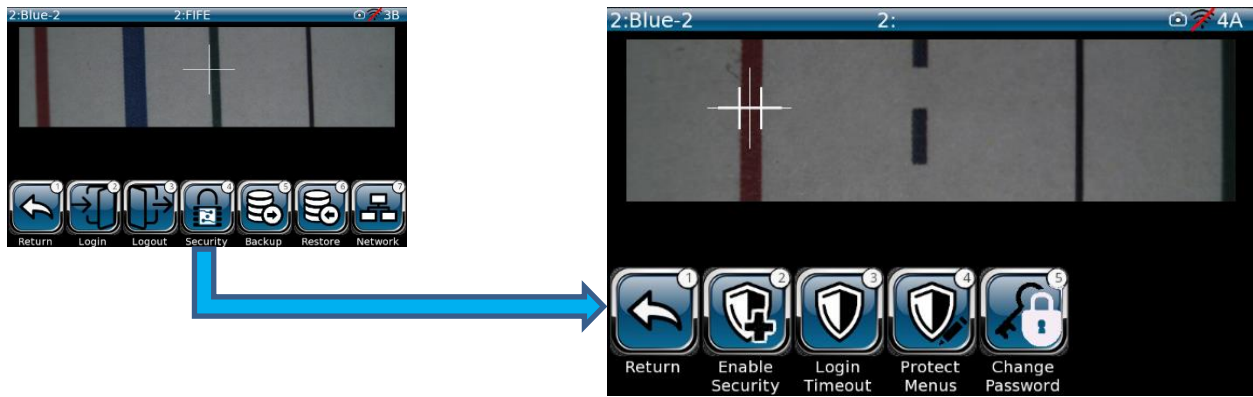 2:Blue-2 2:FIFE 3B
1 2 3 4 5 6 7
Return Login Logout Security Backup Restore Network
2:Blue-2 2: 4A
1 2 3 4 5
Return Enable Security Login Timeout Protect Menus Change Password